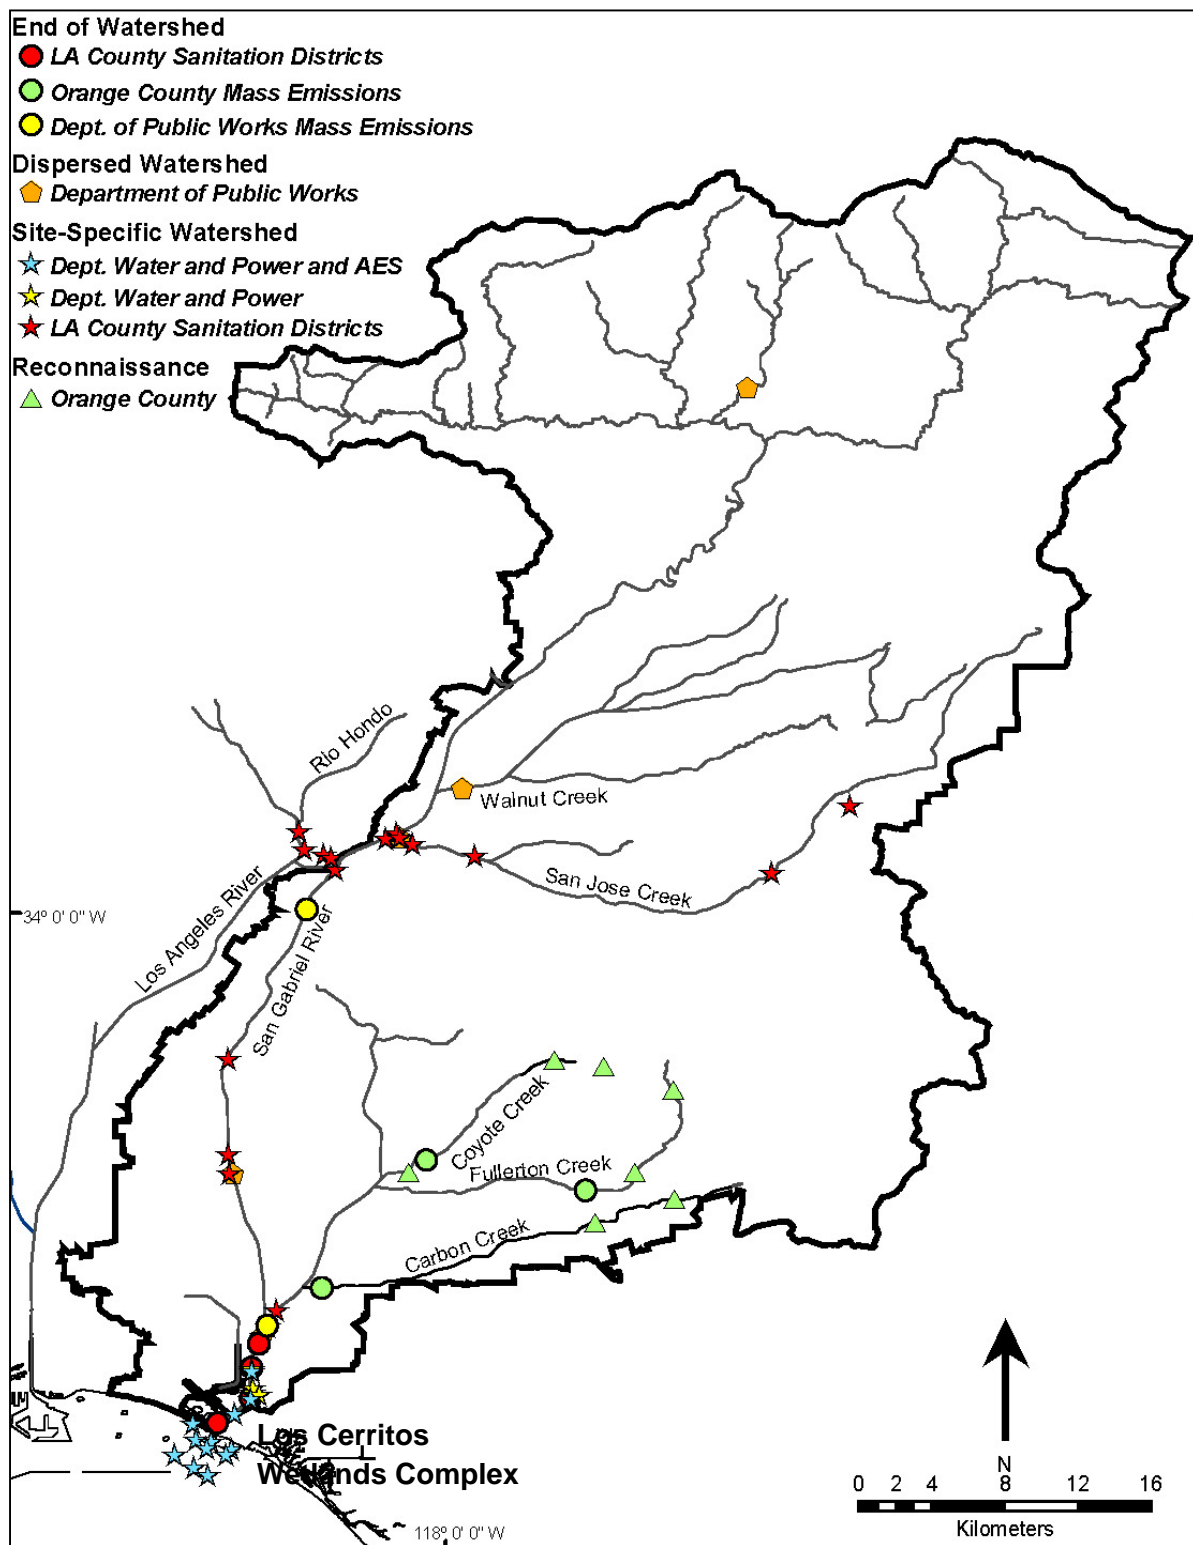 End of Watershed
LA County Sanitation Districts
Orange County Mass Emissions
Dept. of Public Works Mass Emissions
Dispersed Watershed
Department of Public Works
Site-Specific Watershed
Dept. Water and Power and AES
Dept. Water and Power
LA County Sanitation Districts
Reconnaissance
Orange County
Rio Hondo
Walnut Creek
San Jose Creek
Los Angeles River
34º 0' 0" W
San Gabriel River
Coyote Creek
Fullerton Creek
Carbon Creek
Los Cerritos
Wetlands Complex
118º 0' 0" W
N
0 2 4 8 12 16
Kilometers